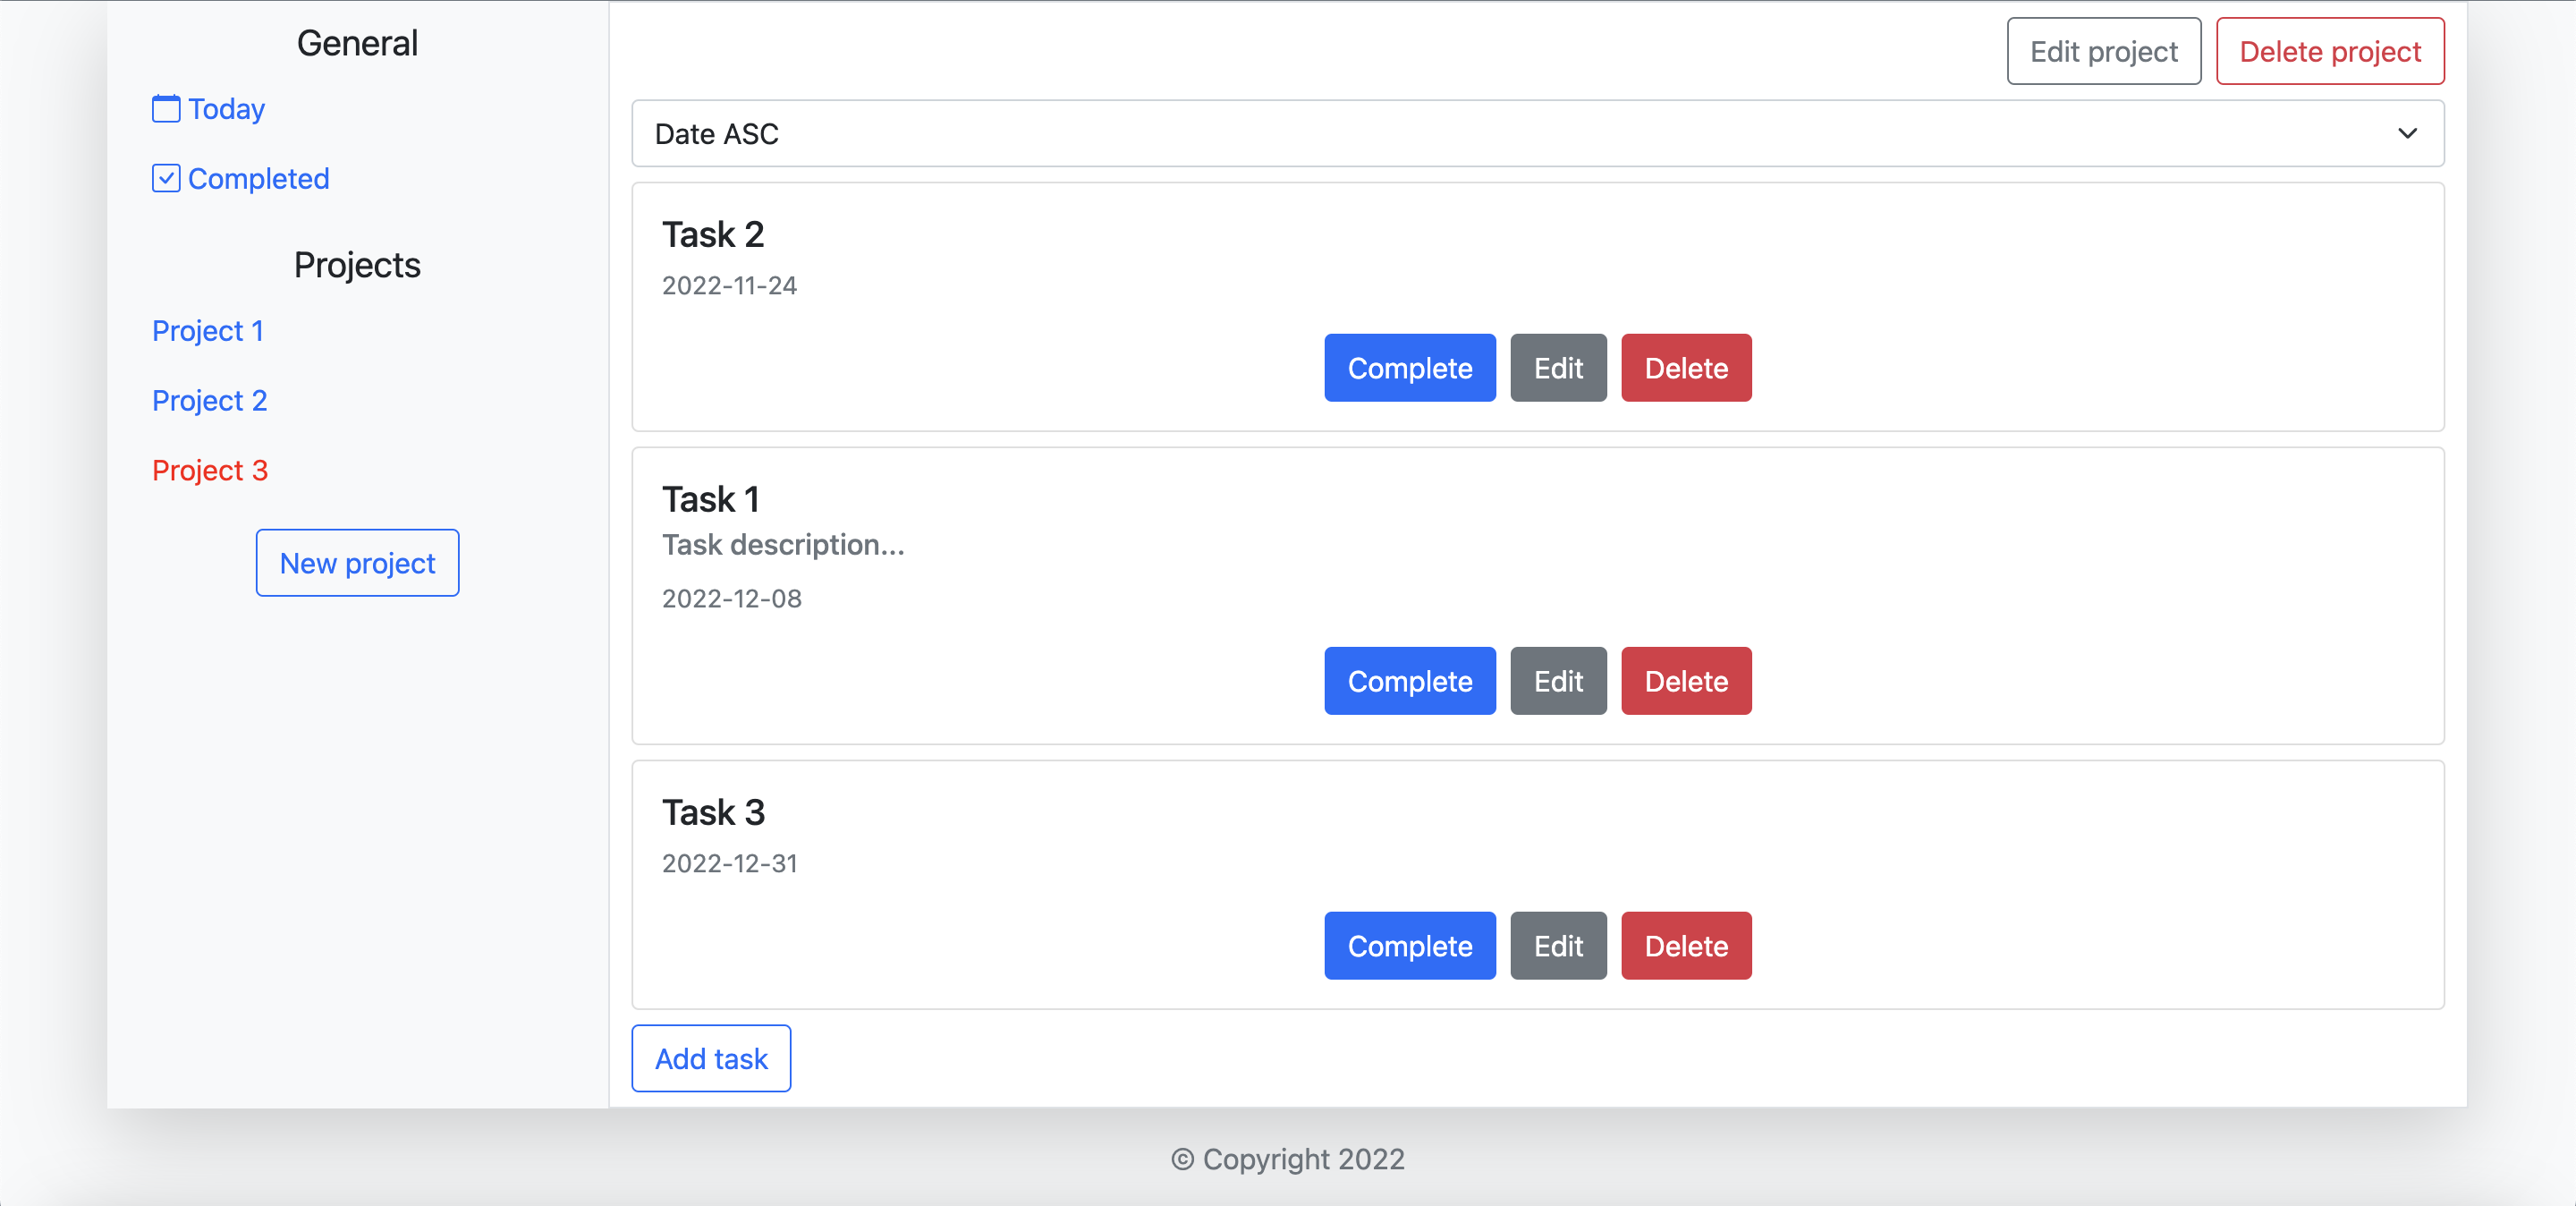 General
Today
Completed
Projects
Project 1
Project 2
Project 3
New project
Edit project
Delete project
Date ASC
Task 2
2022-11-24
Complete
Edit
Delete
Task 1
Task description...
2022-12-08
Complete
Edit
Delete
Task 3
2022-12-31
Complete
Edit
Delete
Add task
© Copyright 2022